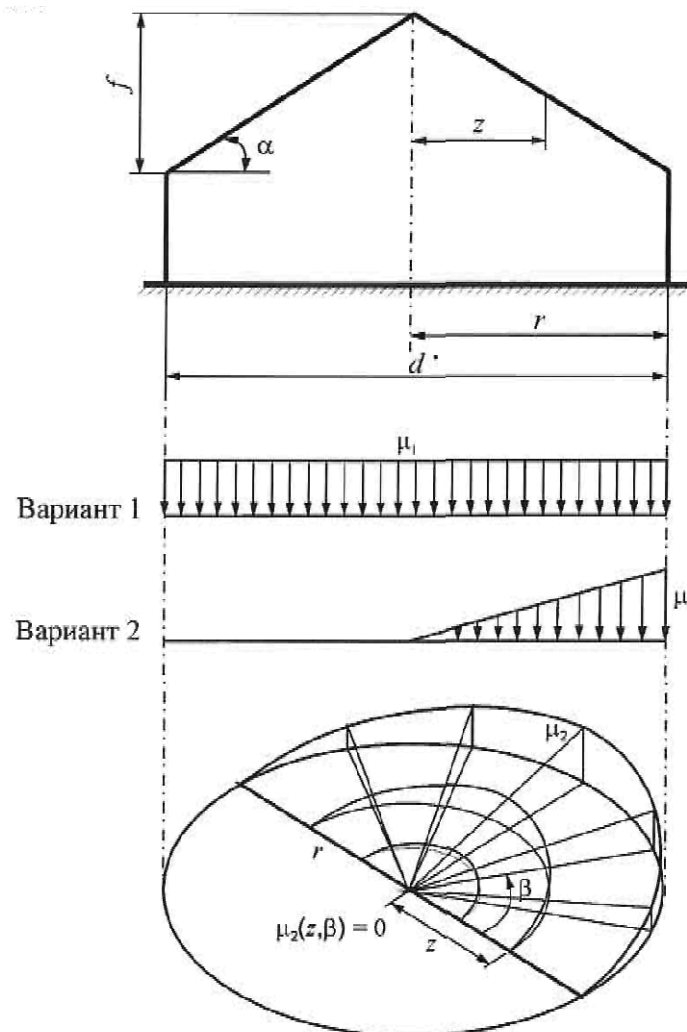 f
α
z
r
d
μ₁
Вариант 1
μ
Вариант 2
μ₂
r
β
μ₂(z,β) = 0
z